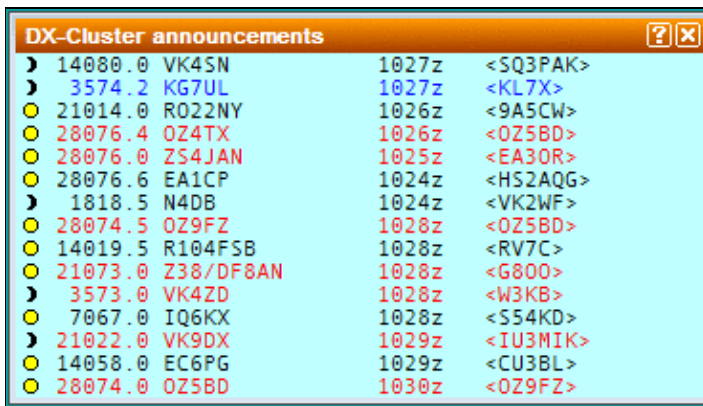 DX-Cluster announcements
14080.0 VK4SN 1027z <SQ3PAK>
3574.2 KG7UL 1027z <KL7X>
21014.0 RO22NY 1026z <9A5CW>
28076.4 OZ4TX 1026z <OZ5BD>
28076.0 ZS4JAN 1025z <EA3OR>
28076.6 EA1CP 1024z <HS2AQG>
1818.5 N4DB 1024z <VK2WF>
28074.5 OZ9FZ 1028z <OZ5BD>
14019.5 R104FSB 1028z <RV7C>
21073.0 Z38/DF8AN 1028z <G8OO>
3573.0 VK4ZD 1028z <W3KB>
7067.0 IQ6KX 1028z <S54KD>
21022.0 VK9DX 1029z <IU3MIK>
14058.0 EC6PG 1029z <CU3BL>
28074.0 OZ5BD 1030z <OZ9FZ>